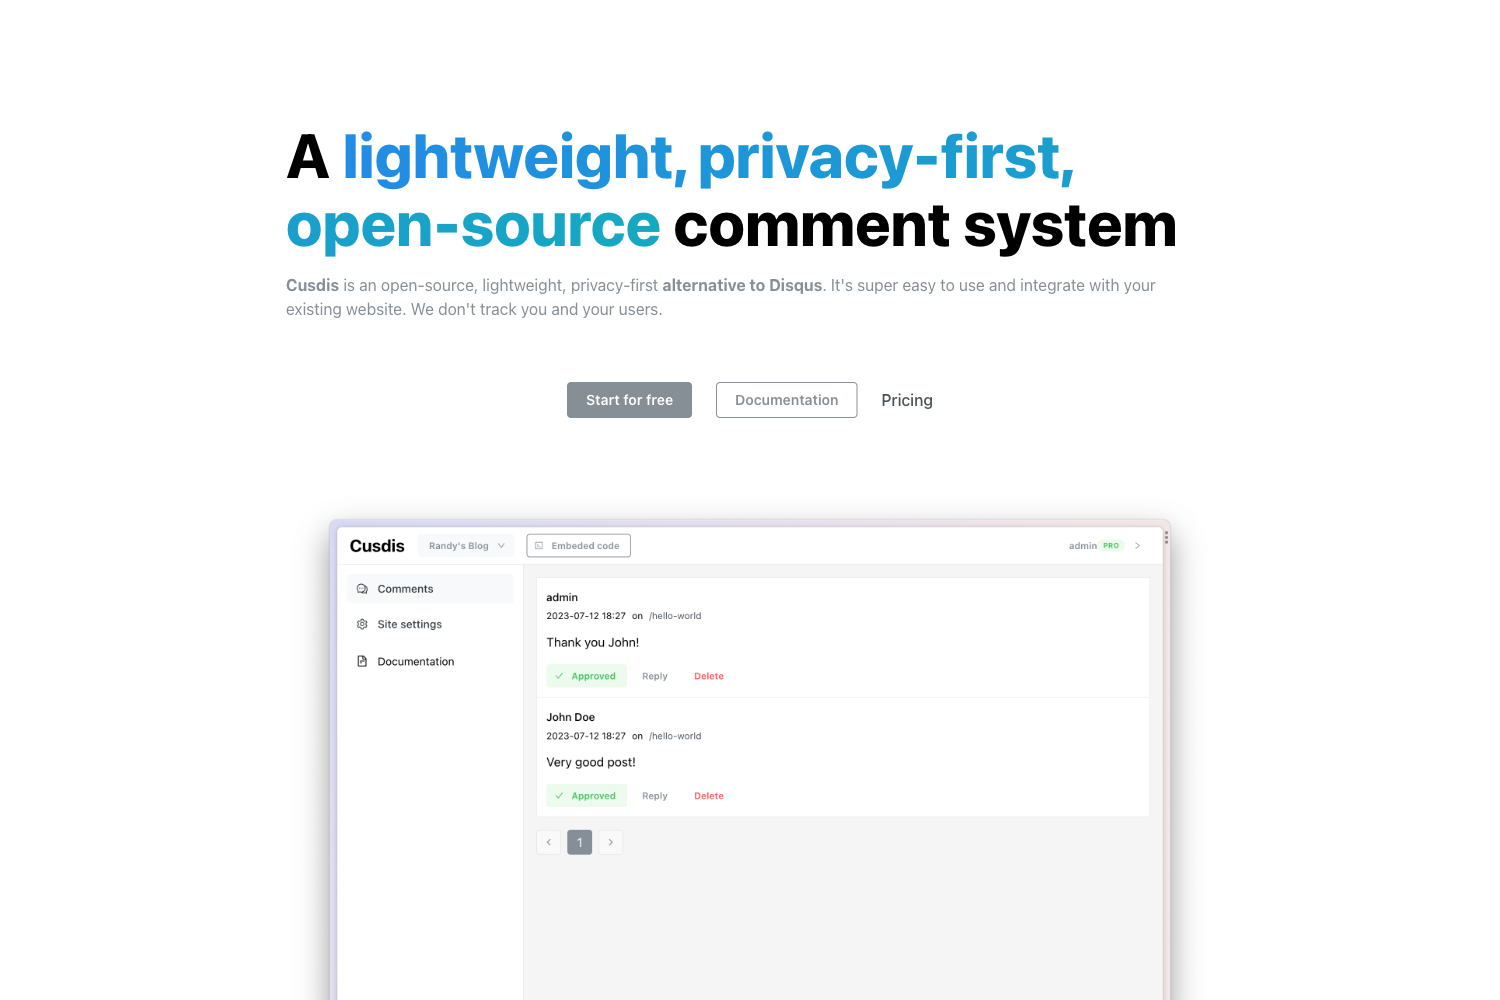 A lightweight, privacy-first,
open-source comment system
Cusdis is an open-source, lightweight, privacy-first alternative to Disqus. It's super easy to use and integrate with your
existing website. We don't track you and your users.
Start for free
Documentation
Pricing
Cusdis
Randy's Blog
Embeded code
admin PRO
Comments
Site settings
Documentation
admin
2023-07-12 18:27 on /hello-world
Thank you John!
Approved Reply Delete
John Doe
2023-07-12 18:27 on /hello-world
Very good post!
Approved Reply Delete
1